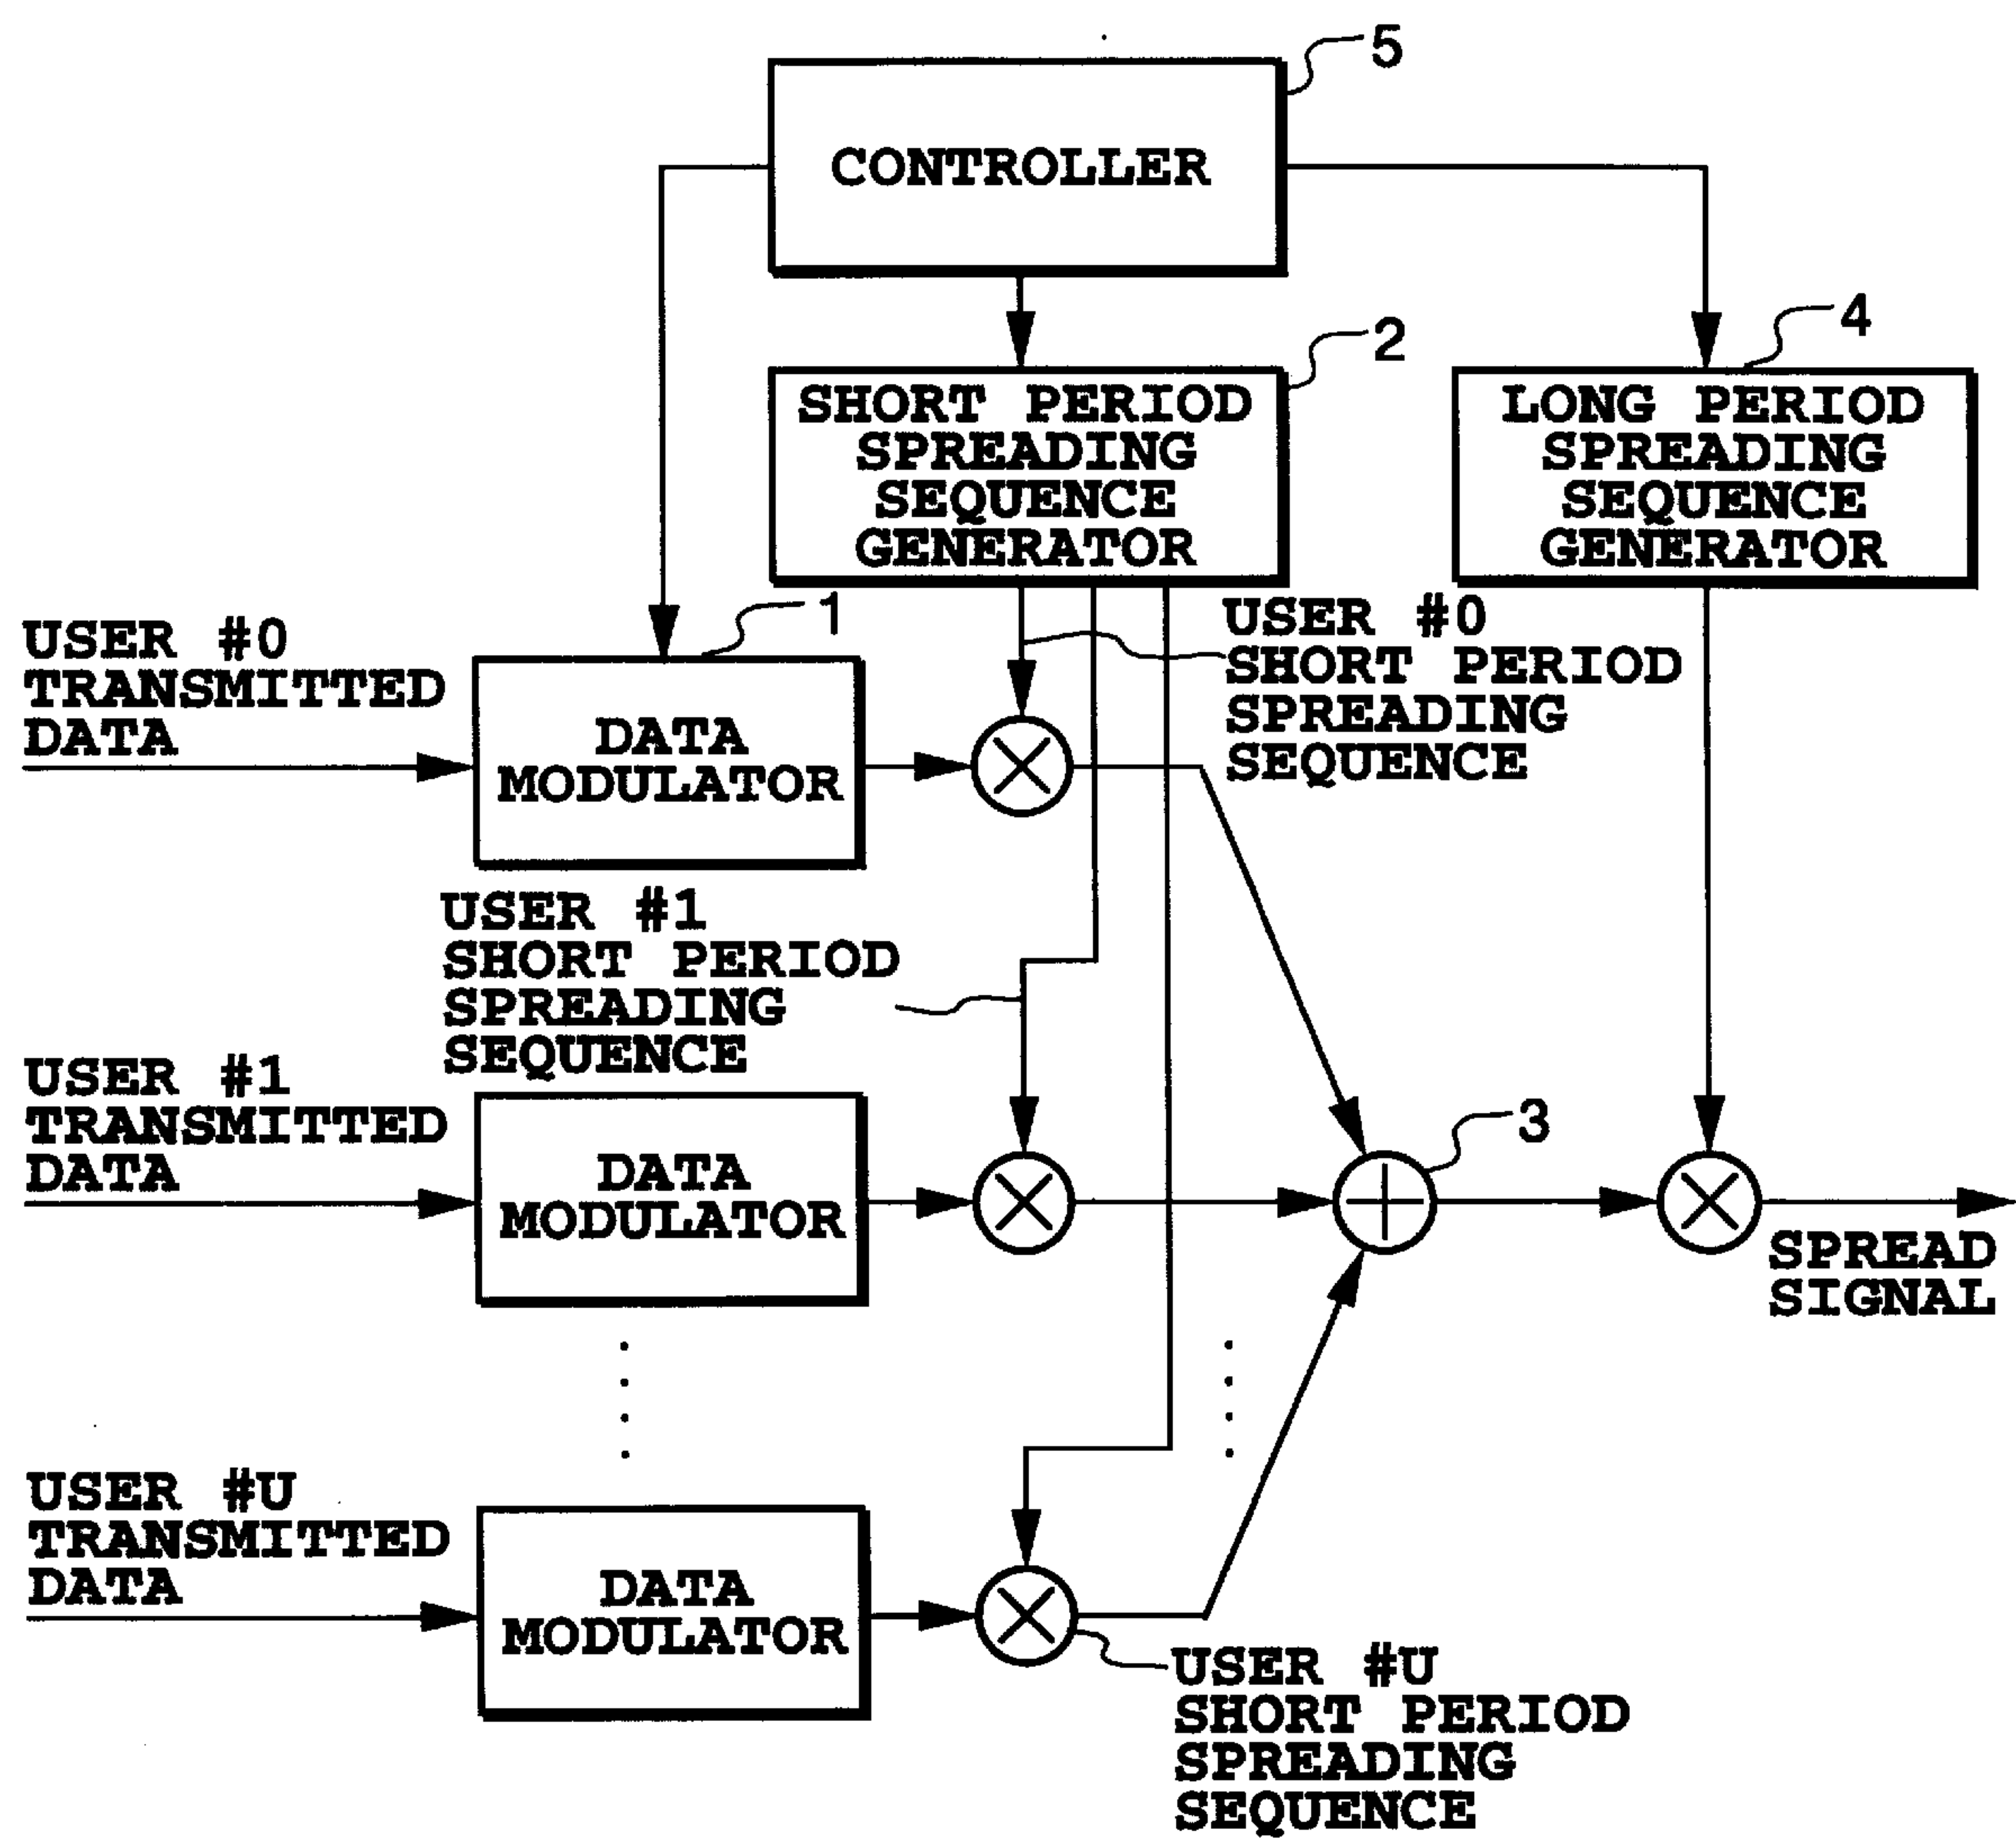 5
CONTROLLER
2
4
SHORT PERIOD
SPREADING
SEQUENCE
GENERATOR
LONG PERIOD
SPREADING
SEQUENCE
GENERATOR
1
USER #0
TRANSMITTED
DATA
DATA
MODULATOR
USER #0
SHORT PERIOD
SPREADING
SEQUENCE
USER #1
SHORT PERIOD
SPREADING
SEQUENCE
USER #1
TRANSMITTED
DATA
DATA
MODULATOR
3
SPREAD
SIGNAL
USER #U
TRANSMITTED
DATA
DATA
MODULATOR
USER #U
SHORT PERIOD
SPREADING
SEQUENCE